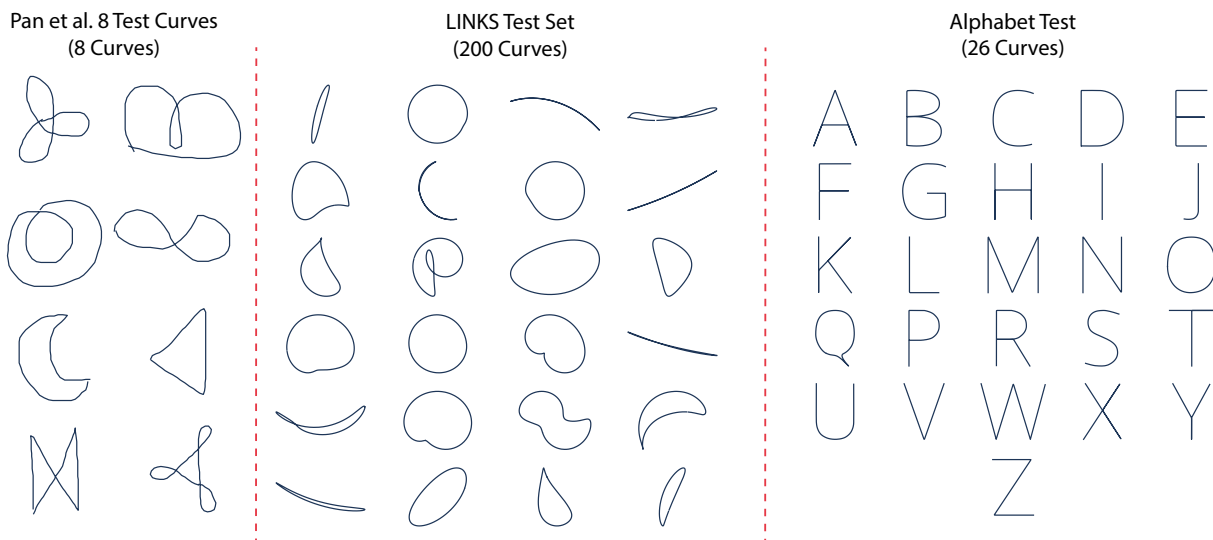 Pan et al. 8 Test Curves
(8 Curves)
LINKS Test Set
(200 Curves)
Alphabet Test
(26 Curves)
A B C D E
F G H I J
K L M N O
Q P R S T
U V W X Y
Z